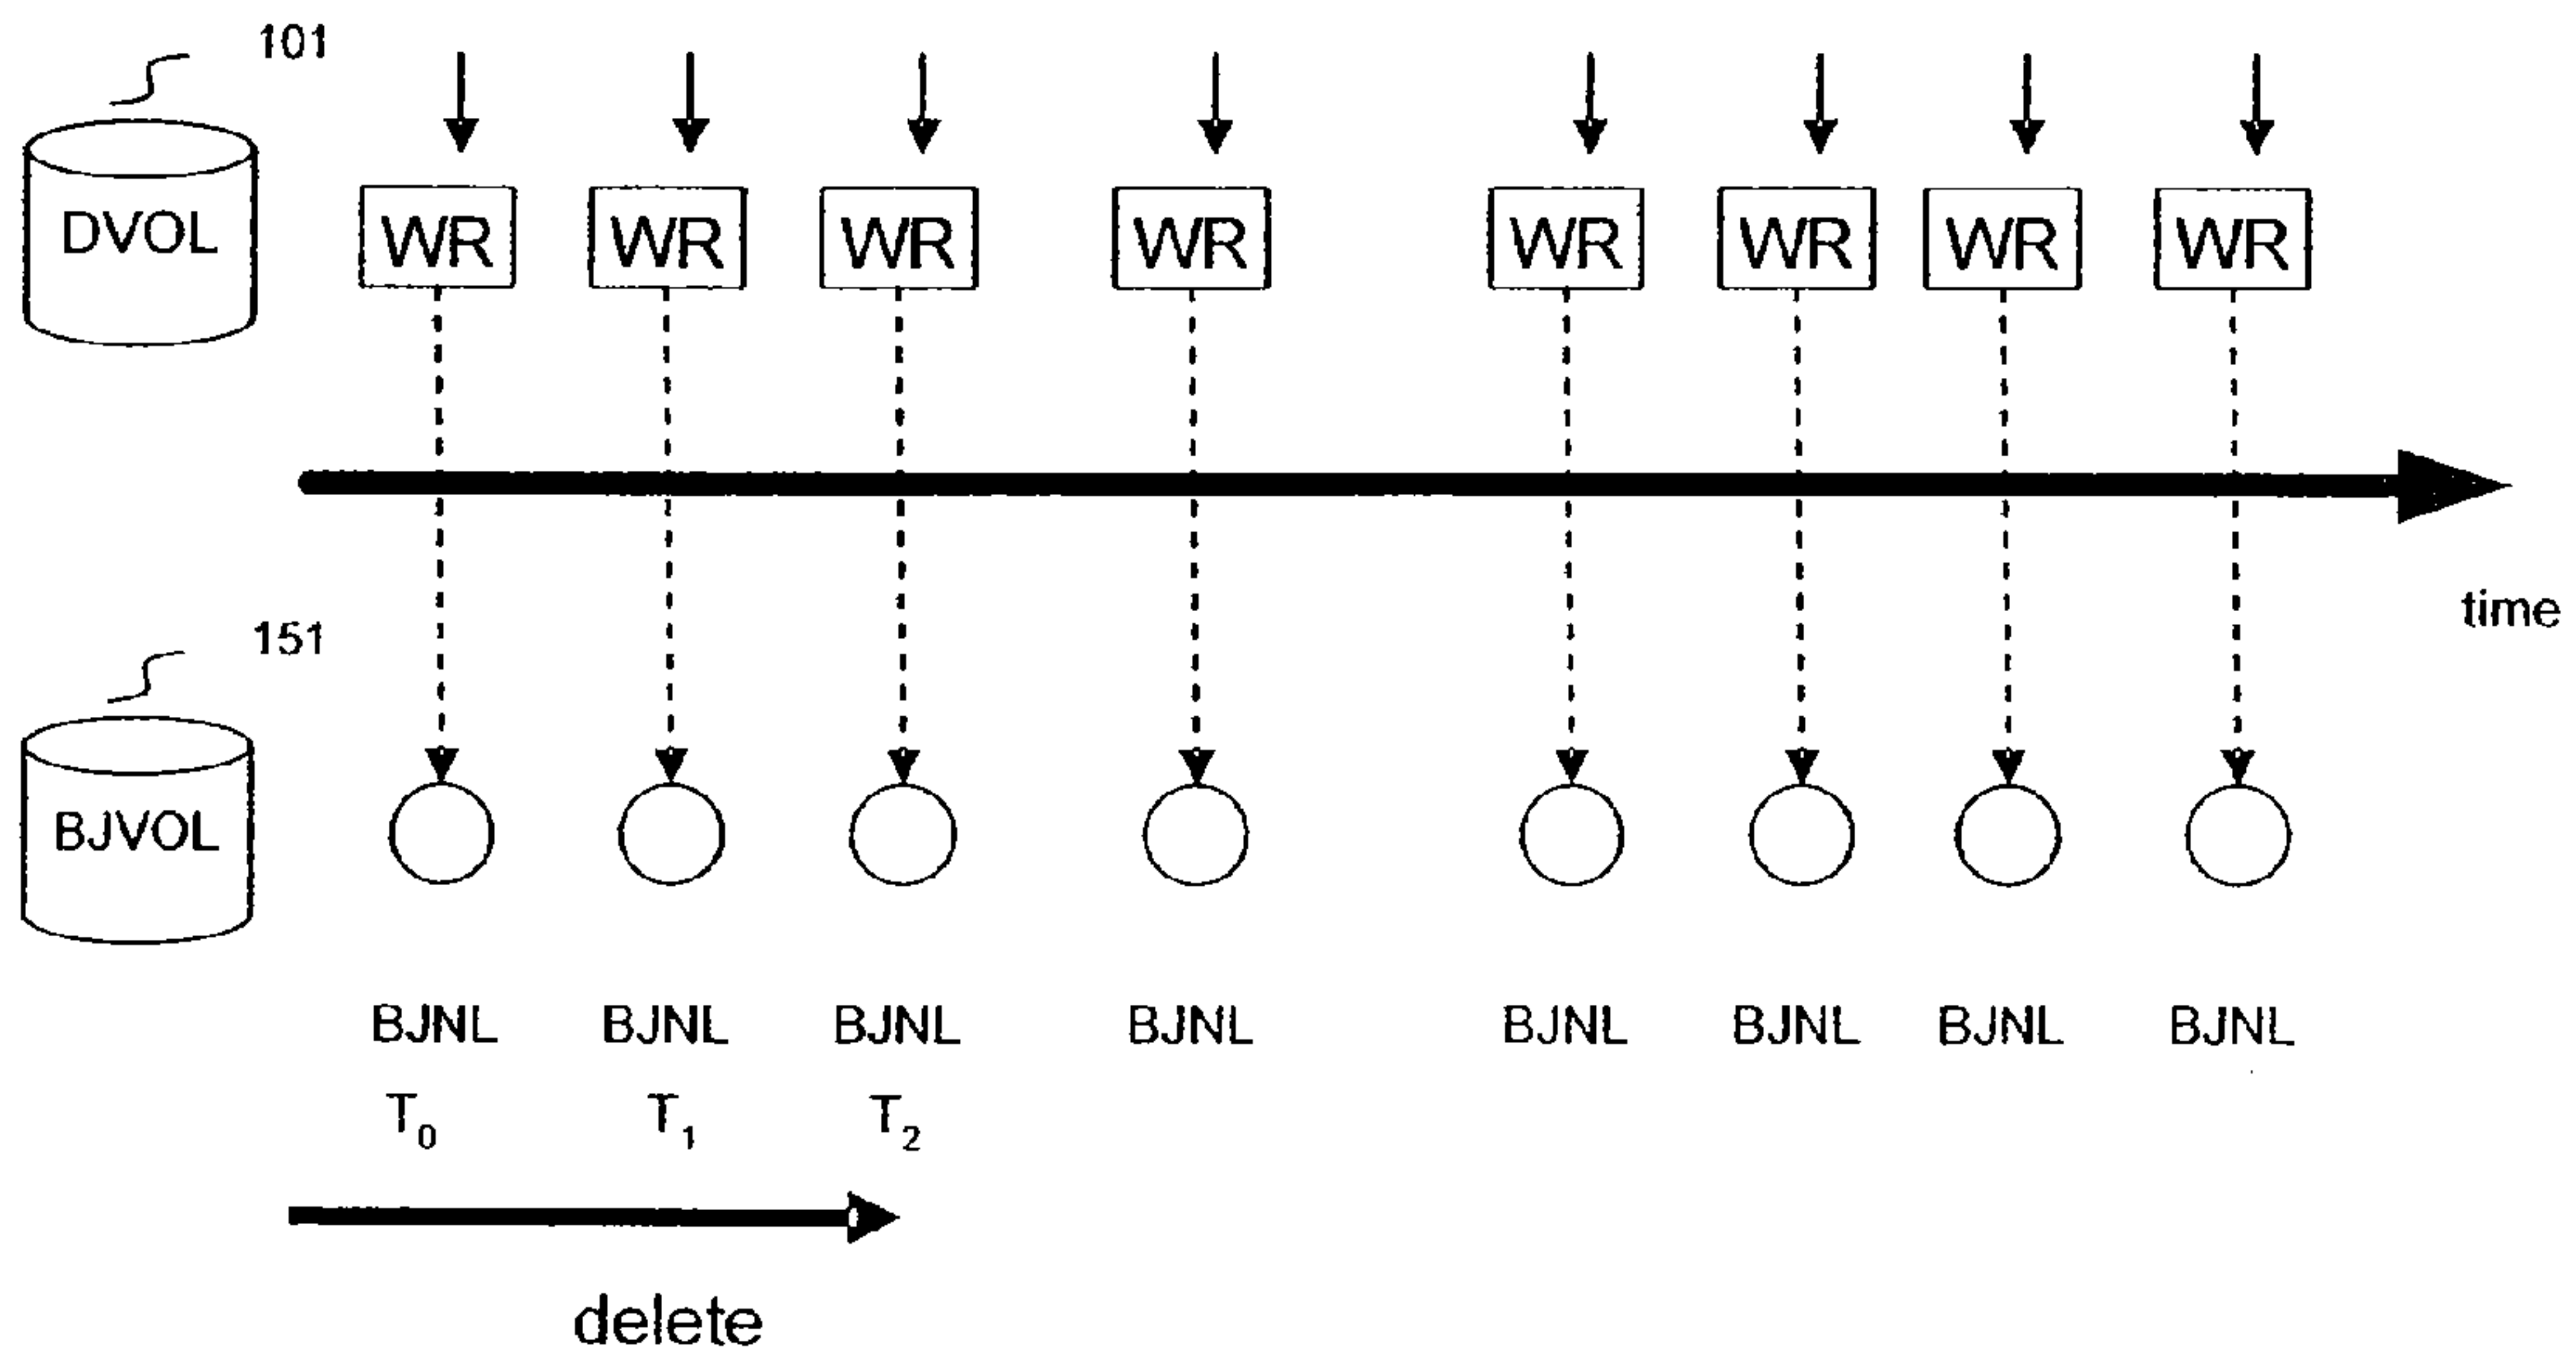 101
DVOL WR WR WR WR WR WR WR WR
time
151
BJVOL
BJNL BJNL BJNL BJNL BJNL BJNL BJNL BJNL
T0 T1 T2
delete